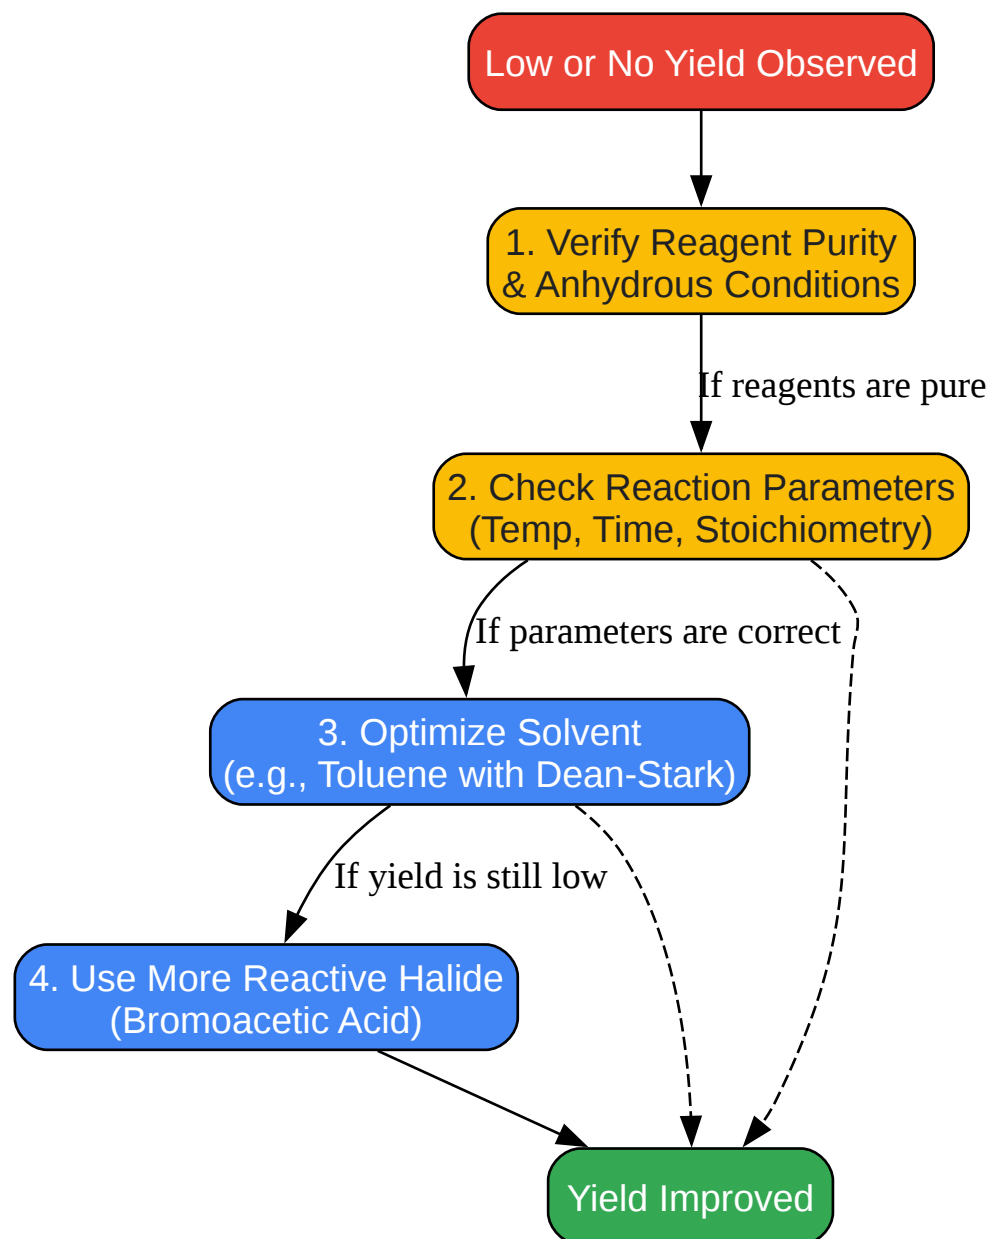 Low or No Yield Observed
1. Verify Reagent Purity
& Anhydrous Conditions
If reagents are pure
2. Check Reaction Parameters
(Temp, Time, Stoichiometry)
If parameters are correct
3. Optimize Solvent
(e.g., Toluene with Dean-Stark)
If yield is still low
4. Use More Reactive Halide
(Bromoacetic Acid)
Yield Improved